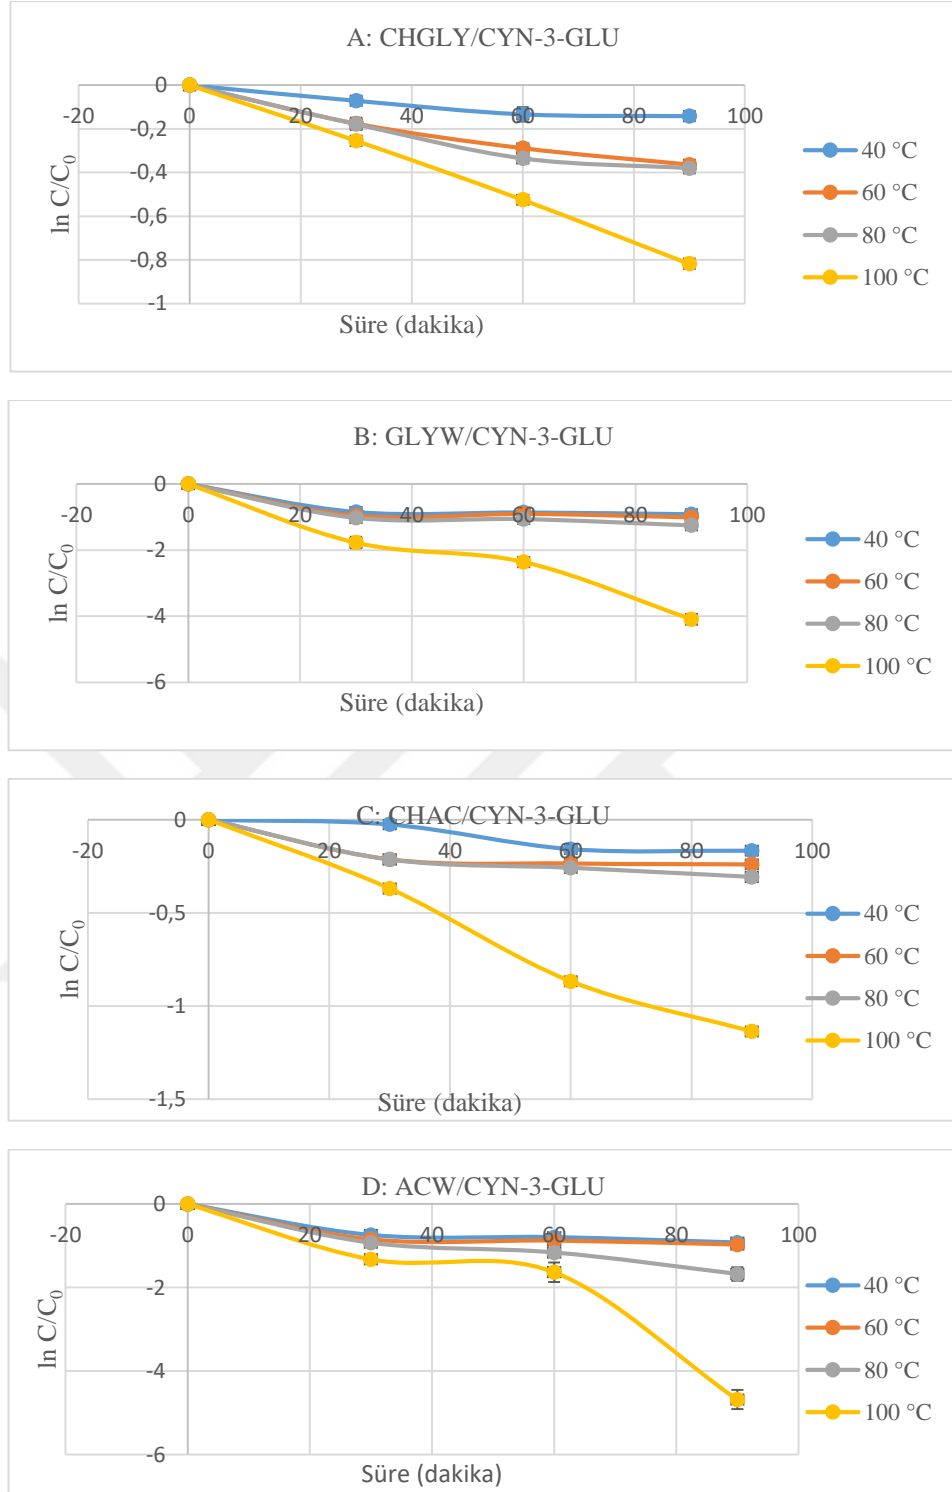 A: CHGLY/CYN-3-GLU
0
-20 0 20 40 60 80 100
-0,2
-0,4
-0,6
-0,8
-1
ln C/C0
Süre (dakika)
40 °C
60 °C
80 °C
100 °C
B: GLYW/CYN-3-GLU
0
-20 0 20 40 60 80 100
-2
-4
-6
ln C/C0
Süre (dakika)
40 °C
60 °C
80 °C
100 °C
C: CHAC/CYN-3-GLU
0
-20 0 20 40 60 80 100
-0,5
-1
-1,5
ln C/C0
Süre (dakika)
40 °C
60 °C
80 °C
100 °C
D: ACW/CYN-3-GLU
0
-20 0 20 40 60 80 100
-2
-4
-6
ln C/C0
Süre (dakika)
40 °C
60 °C
80 °C
100 °C